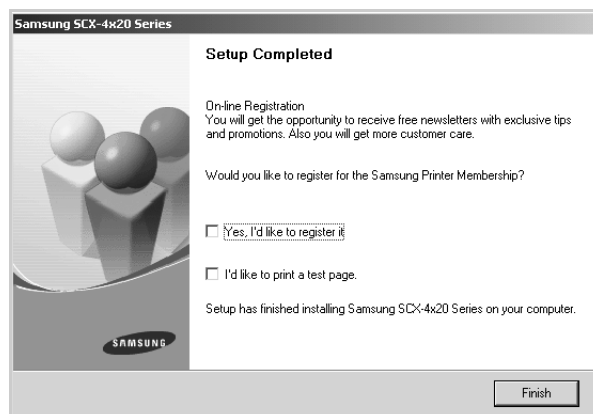 Samsung SCX-4x20 Series
Setup Completed
On-line Registration
You will get the opportunity to receive free newsletters with exclusive tips
and promotions. Also you will get more customer care.
Would you like to register for the Samsung Printer Membership?
Yes, I'd like to register it
I'd like to print a test page.
Setup has finished installing Samsung SCX-4x20 Series on your computer.
SAMSUNG
Finish